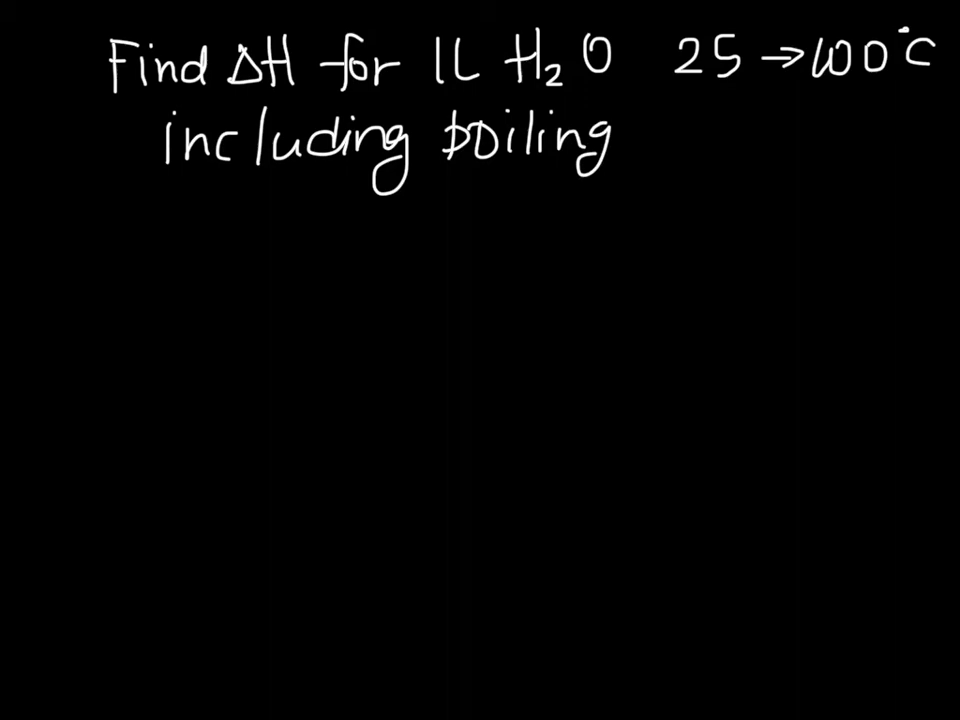 Find ΔH for 1L H₂O 25 → 100°C
including boiling